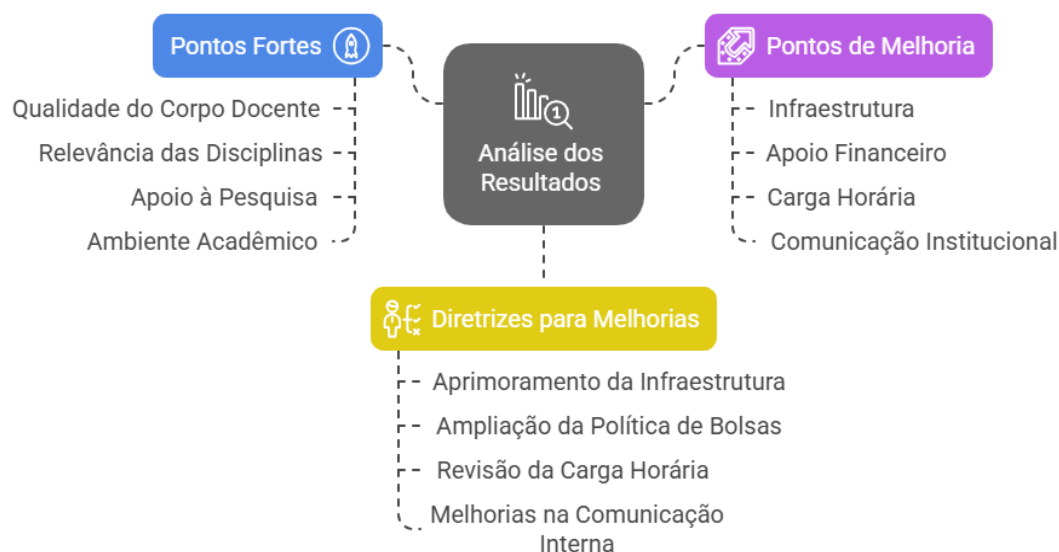 Pontos Fortes
Qualidade do Corpo Docente
Relevância das Disciplinas
Apoio à Pesquisa
Ambiente Acadêmico
1
Análise dos
Resultados
Pontos de Melhoria
Infraestrutura
Apoio Financeiro
Carga Horária
Comunicação Institucional
Diretrizes para Melhorias
Aprimoramento da Infraestrutura
Ampliação da Política de Bolsas
Revisão da Carga Horária
Melhorias na Comunicação
Interna